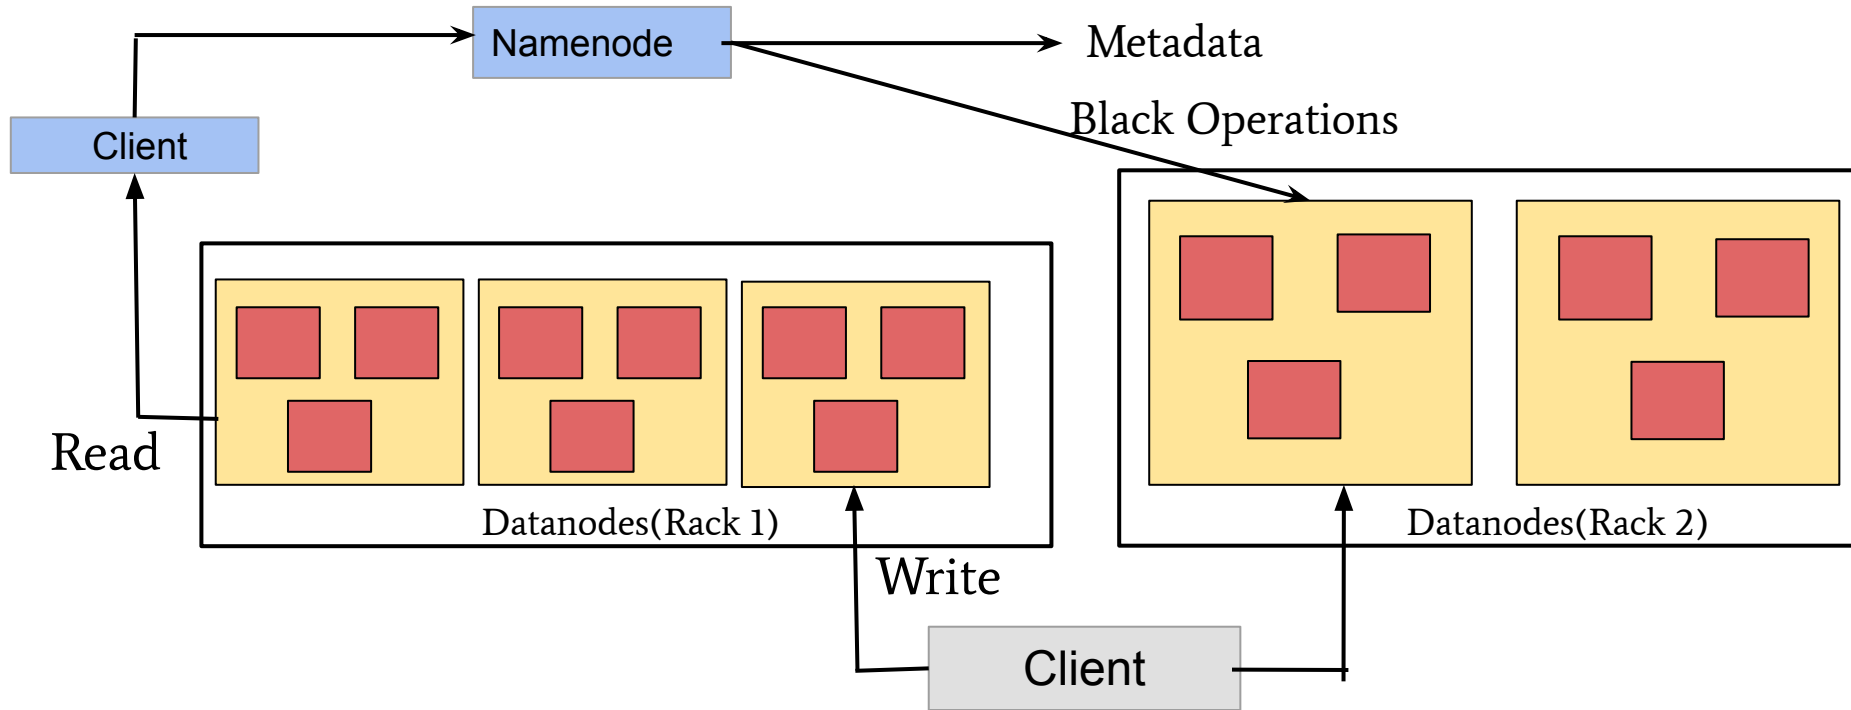 Namenode
Metadata
Black Operations
Client
Read
Datanodes(Rack 1)
Datanodes(Rack 2)
Write
Client